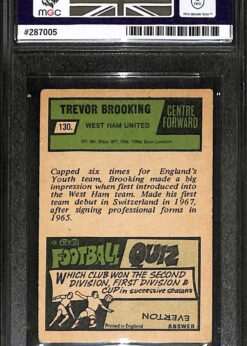 mgc
#287005
TREVOR BROOKING
130.
WEST HAM UNITED
CENTRE
FORWARD
Capped six times for England's
Youth team, Brooking made a big
impression when first introduced into
the West Ham team. Made his first
team debut in Switzerland in 1967,
after signing professional forms in
1965.
FOOTBALL QUIZ
WHICH CLUB WON THE SECOND
DIVISION, FIRST DIVISION &
CUP in successive seasons
Printed in England
ANSWER
EVERTON